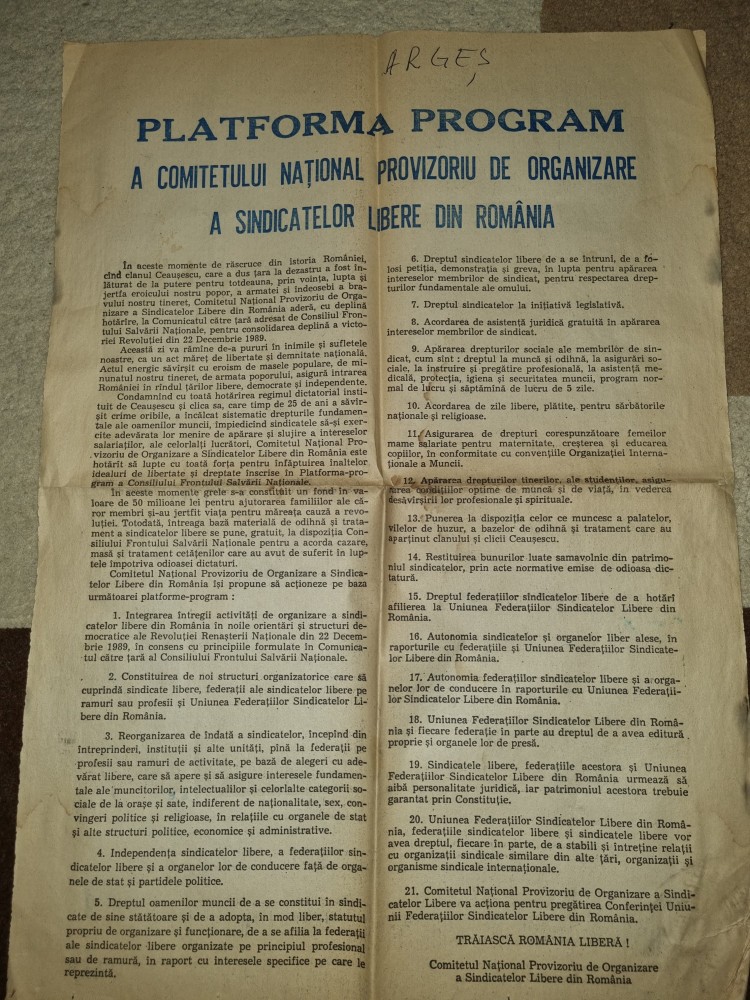 ARGEȘ
PLATFORMA PROGRAM
A COMITETULUI NAȚIONAL PROVIZORIU DE ORGANIZARE
A SINDICATELOR LIBERE DIN ROMÂNIA
În aceste momente de răscruce din istoria României,
cînd clanul Ceaușescu, care a dus țara la dezastru a fost în-
lăturat de la putere pentru totdeauna, prin voința, lupta și
jertfa eroicului nostru popor, a armatei și îndeosebi a bra-
vului nostru tineret, Comitetul Național Provizoriu de Orga-
nizare a Sindicatelor Libere din România aderă, cu deplină
hotărîre, la Comunicatul către țară adresat de Consiliul Fron-
tului Salvării Naționale, pentru consolidarea deplină a victo-
riei Revoluției din 22 Decembrie 1989.
Această zi va rămîne de-a pururi în inimile și sufletele
noastre, ca un act măreț de libertate și demnitate națională.
Actul energic săvîrșit cu eroism de masele populare, de mi-
nunatul nostru tineret, de armata poporului, asigură intrarea
României în rîndul țărilor libere, democrate și independente.
Condamnînd cu toată hotărîrea regimul dictatorial insti-
tuit de Ceaușescu și clica sa, care timp de 25 de ani a săvîr-
șit crime oribile, a încălcat sistematic drepturile fundamen-
tale ale oamenilor muncii, împiedicînd sindicatele să-și exer-
cite adevărata lor menire de apărare și slujire a intereselor
salariaților, ale celorlalți lucrători, Comitetul Național Pro-
vizoriu de Organizare a Sindicatelor Libere din România este
hotărît să lupte cu toată forța pentru înfăptuirea înaltelor
idealuri de libertate și dreptate înscrise în Platforma-pro-
gram a Consiliului Frontului Salvării Naționale.
În aceste momente grele s-a constituit un fond în va-
loare de 50 milioane lei pentru ajutorarea familiilor ale că-
ror membri și-au jertfit viața pentru măreața cauză a revo-
luției. Totodată, întreaga bază materială de odihnă și trata-
ment a sindicatelor libere se pune, gratuit, la dispoziția Con-
siliului Frontului Salvării Naționale pentru a acorda cazare,
masă și tratament cetățenilor care au avut de suferit în lup-
tele împotriva odioasei dictaturi.
Comitetul Național Provizoriu de Organizare a Sindica-
telor Libere din România își propune să acționeze pe baza
următoarei platforme-program :
1. Integrarea întregii activități de organizare a sindi-
catelor libere din România în noile orientări și structuri de-
mocratice ale Revoluției Renașterii Naționale din 22 Decem-
brie 1989, în consens cu principiile formulate în Comunica-
tul către țară al Consiliului Frontului Salvării Naționale.
2. Constituirea de noi structuri organizatorice care să
cuprindă sindicate libere, federații ale sindicatelor libere pe
ramuri sau profesii și Uniunea Federațiilor Sindicatelor Li-
bere din România.
3. Reorganizarea de îndată a sindicatelor, începînd din
întreprinderi, instituții și alte unități, pînă la federații pe
profesii sau ramuri de activitate, pe bază de alegeri cu ade-
vărat libere, care să apere și să asigure interesele fundamen-
tale ale muncitorilor, intelectualilor și celorlalte categorii so-
ciale de la orașe și sate, indiferent de naționalitate, sex, con-
vingeri politice și religioase, în relațiile cu organele de stat
și alte structuri politice, economice și administrative.
4. Independența sindicatelor libere, a federațiilor sin-
dicatelor libere și a organelor lor de conducere față de orga-
nele de stat și partidele politice.
5. Dreptul oamenilor muncii de a se constitui în sindi-
cate de sine stătătoare și de a adopta, în mod liber, statutul
propriu de organizare și funcționare, de a se afilia la federații
ale sindicatelor libere organizate pe principiul profesional
sau de ramură, în raport cu interesele specifice pe care le
reprezintă.
6. Dreptul sindicatelor libere de a se întruni, de a fo-
losi petiția, demonstrația și greva, în lupta pentru apărarea
intereselor membrilor de sindicat, pentru respectarea drep-
turilor fundamentale ale omului.
7. Dreptul sindicatelor la inițiativă legislativă.
8. Acordarea de asistență juridică gratuită în apărarea
intereselor membrilor de sindicat.
9. Apărarea drepturilor sociale ale membrilor de sin-
dicat, cum sînt : dreptul la muncă și odihnă, la asigurări so-
ciale, la instruire și pregătire profesională, la asistență me-
dicală, protecția, igiena și securitatea muncii, program nor-
mal de lucru și săptămînă de lucru de 5 zile.
10. Acordarea de zile libere, plătite, pentru sărbătorile
naționale și religioase.
11. Asigurarea de drepturi corespunzătoare femeilor
mame salariate pentru maternitate, creșterea și educarea
copiilor, în conformitate cu convențiile Organizației Interna-
ționale a Muncii.
12. Apărarea drepturilor tinerilor, ale studenților, asigu-
rarea condițiilor optime de muncă și de viață, în vederea
desăvîrșirii lor profesionale și spirituale.
13. Punerea la dispoziția celor ce muncesc a palatelor,
vilelor de huzur, a bazelor de odihnă și tratament care au
aparținut clanului și clicii Ceaușescu.
14. Restituirea bunurilor luate samavolnic din patrimo-
niul sindicatelor, prin acte normative emise de odioasa dic-
tatură.
15. Dreptul federațiilor sindicatelor libere de a hotărî
afilierea la Uniunea Federațiilor Sindicatelor Libere din
România.
16. Autonomia sindicatelor și organelor liber alese, în
raporturile cu federațiile și Uniunea Federațiilor Sindicate-
lor Libere din România.
17. Autonomia federațiilor sindicatelor libere și a orga-
nelor lor de conducere în raporturile cu Uniunea Federații-
lor Sindicatelor Libere din România.
18. Uniunea Federațiilor Sindicatelor Libere din Româ-
nia și fiecare federație în parte au dreptul de a avea editură
proprie și organele lor de presă.
19. Sindicatele libere, federațiile acestora și Uniunea
Federațiilor Sindicatelor Libere din România urmează să
aibă personalitate juridică, iar patrimoniul acestora trebuie
garantat prin Constituție.
20. Uniunea Federațiilor Sindicatelor Libere din Româ-
nia, federațiile sindicatelor libere și sindicatele libere vor
avea dreptul, fiecare în parte, de a stabili și întreține relații
cu organizații sindicale similare din alte țări, organizații și
organisme sindicale internaționale.
21. Comitetul Național Provizoriu de Organizare a Sindi-
catelor Libere va acționa pentru pregătirea Conferinței Uniu-
nii Federațiilor Sindicatelor Libere din România.
TRĂIASCĂ ROMÂNIA LIBERĂ !
Comitetul Național Provizoriu de Organizare
a Sindicatelor Libere din România